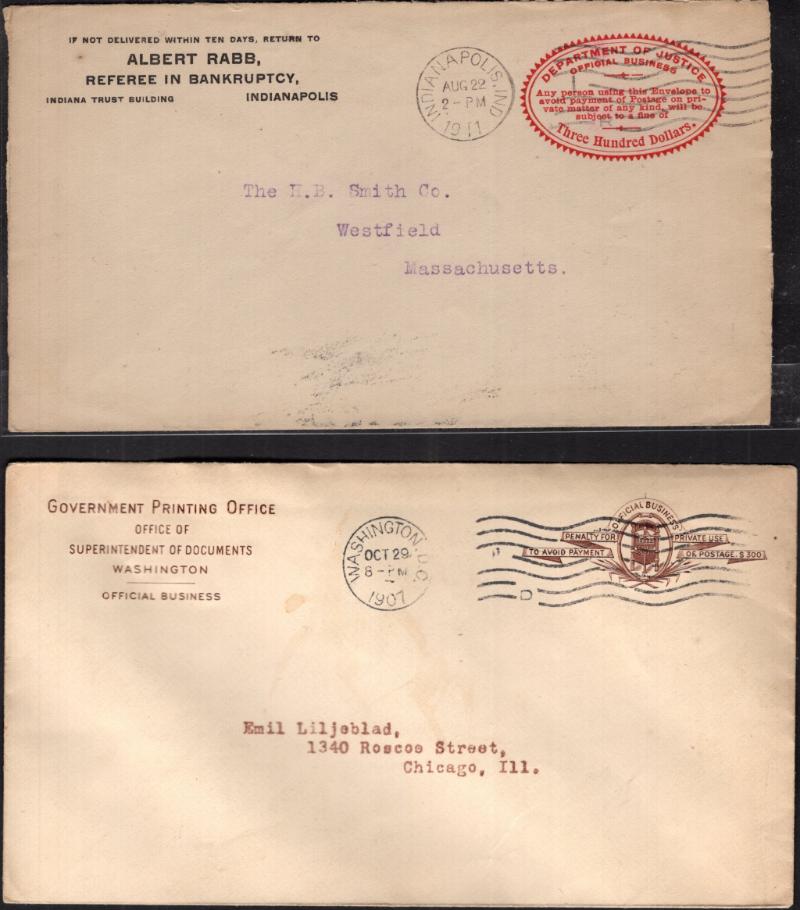 IF NOT DELIVERED WITHIN TEN DAYS, RETURN TO
ALBERT RABB,
REFEREE IN BANKRUPTCY,
INDIANA TRUST BUILDING INDIANAPOLIS
INDIANAPOLIS, IND
AUG 22
2-PM
1911
DEPARTMENT OF JUSTICE
OFFICIAL BUSINESS
Any person using this Envelope to
avoid payment of Postage on pri-
vate matter of any kind, will be
subject to a fine of
Three Hundred Dollars.
The H.B. Smith Co.
Westfield
Massachusetts.
GOVERNMENT PRINTING OFFICE
OFFICE OF
SUPERINTENDENT OF DOCUMENTS
WASHINGTON
OFFICIAL BUSINESS
WASHINGTON, D.C.
OCT 29
8-PM
1907
D
OFFICIAL BUSINESS
PENALTY FOR PRIVATE USE
TO AVOID PAYMENT OF POSTAGE, $300
Emil Liljeblad,
1340 Roscoe Street,
Chicago, Ill.